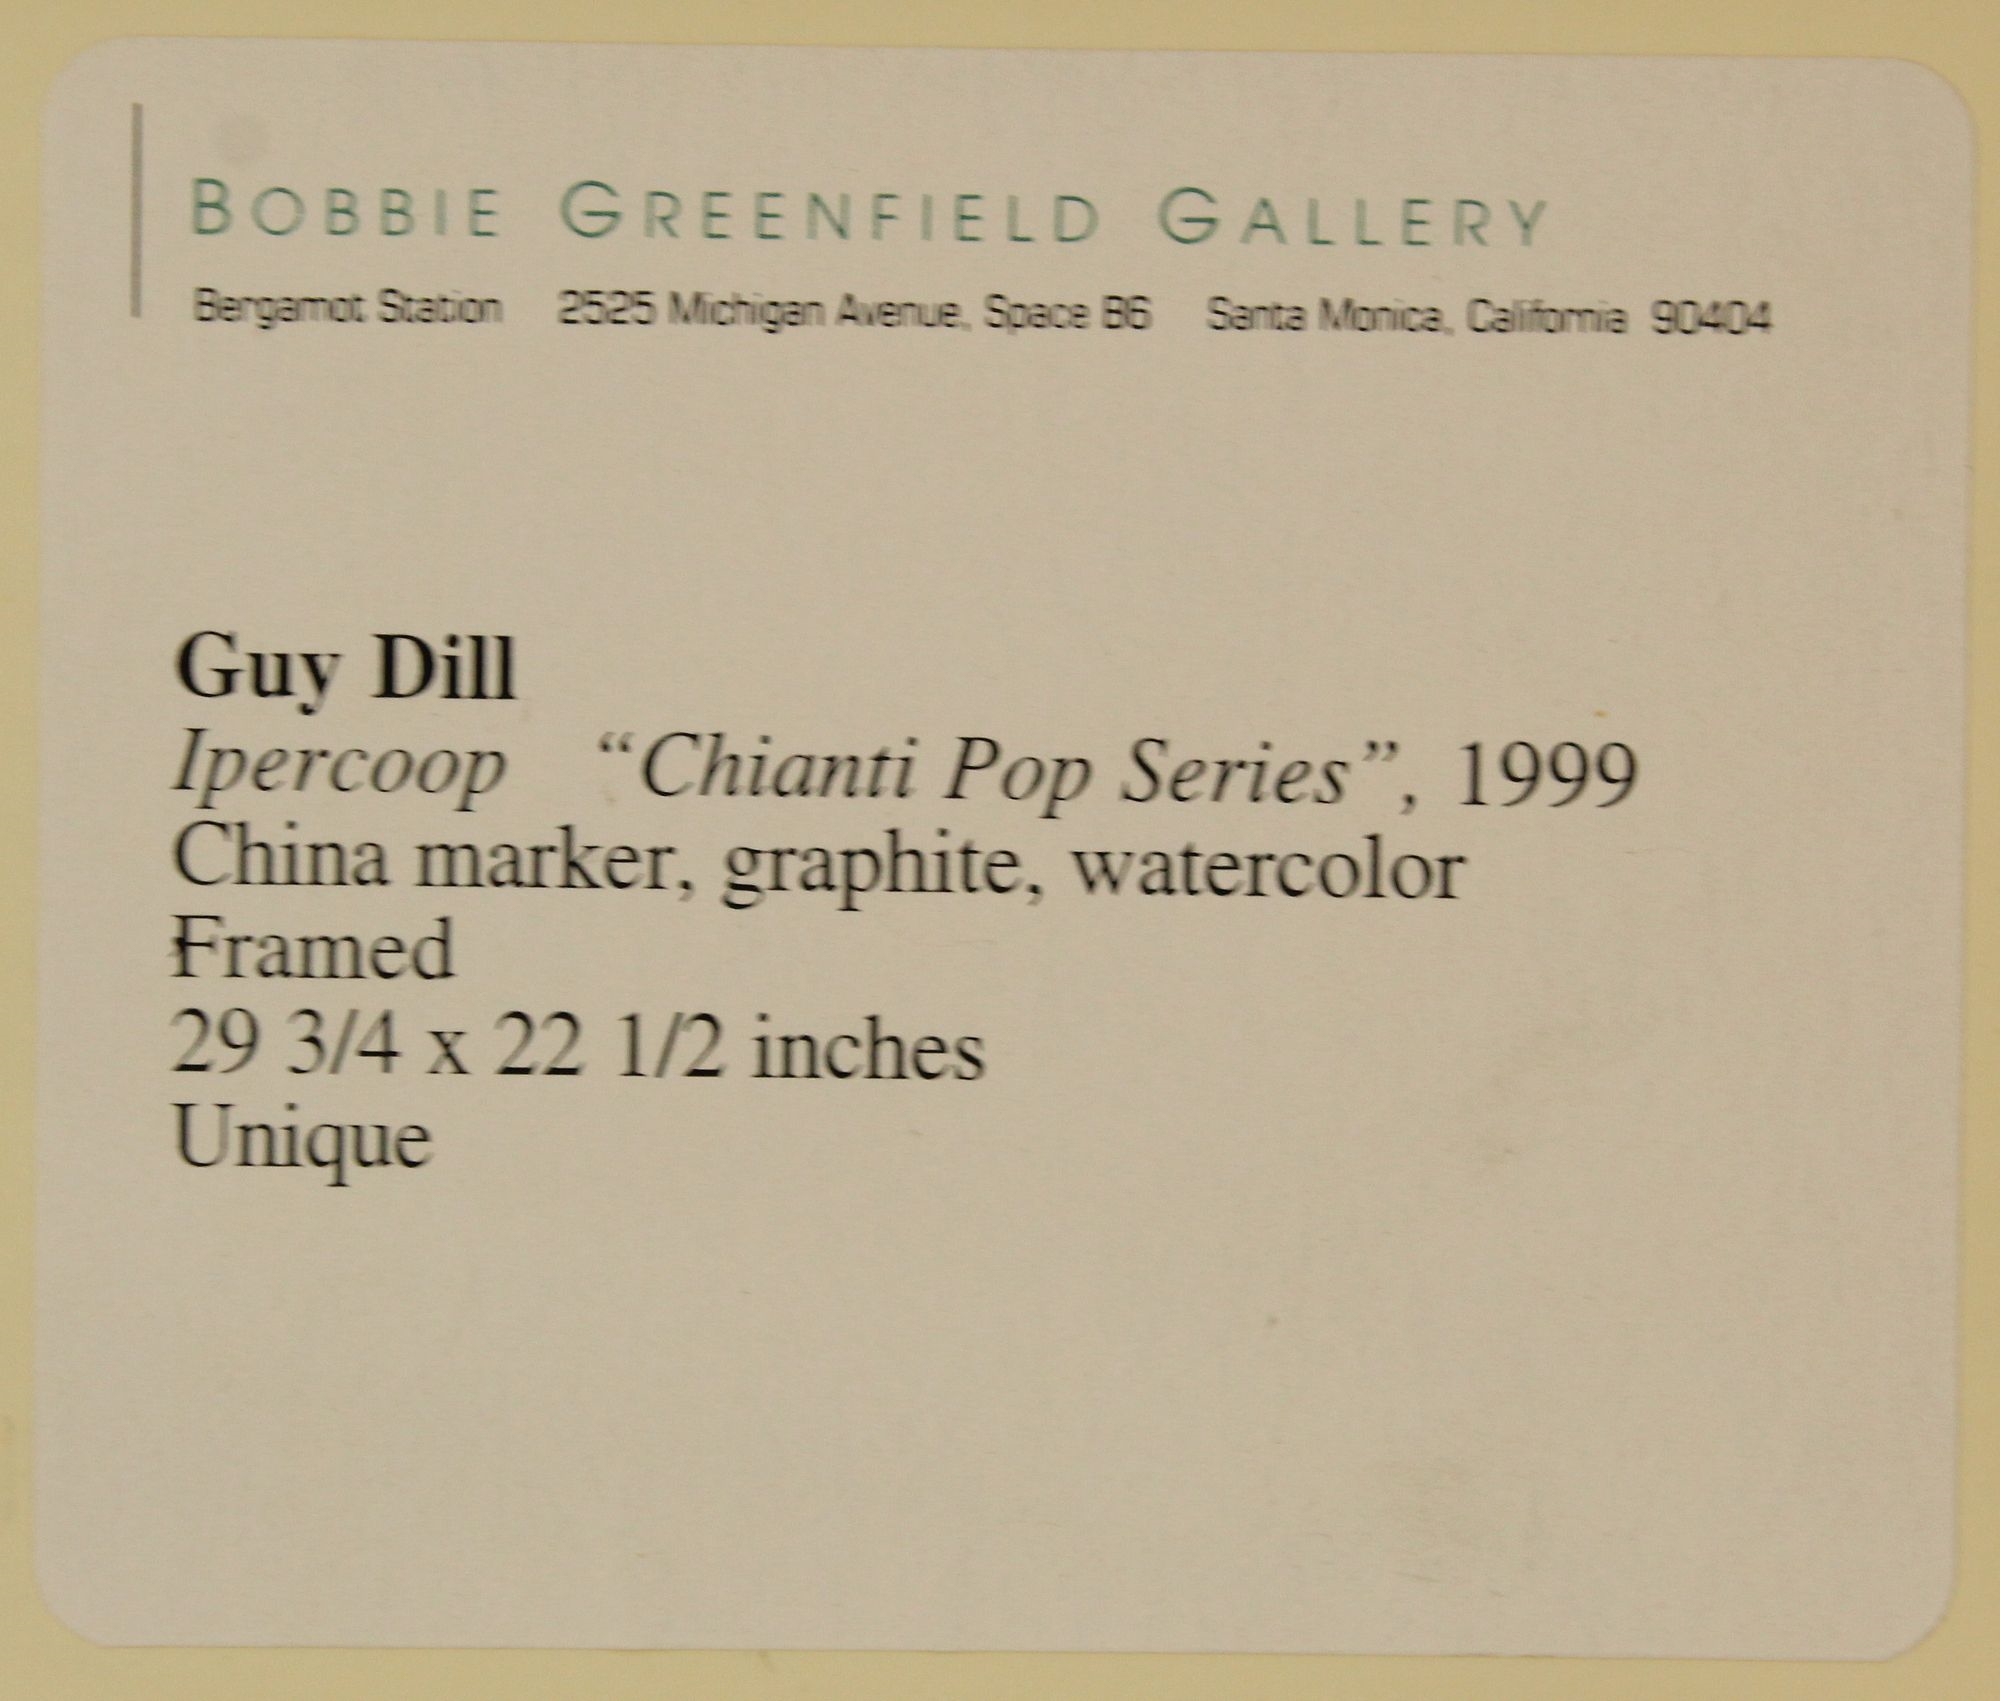 BOBBIE GREENFIELD GALLERY
Bergamot Station 2525 Michigan Avenue, Space B6 Santa Monica, California 90404
Guy Dill
Ipercoop “Chianti Pop Series”, 1999
China marker, graphite, watercolor
Framed
29 3/4 x 22 1/2 inches
Unique